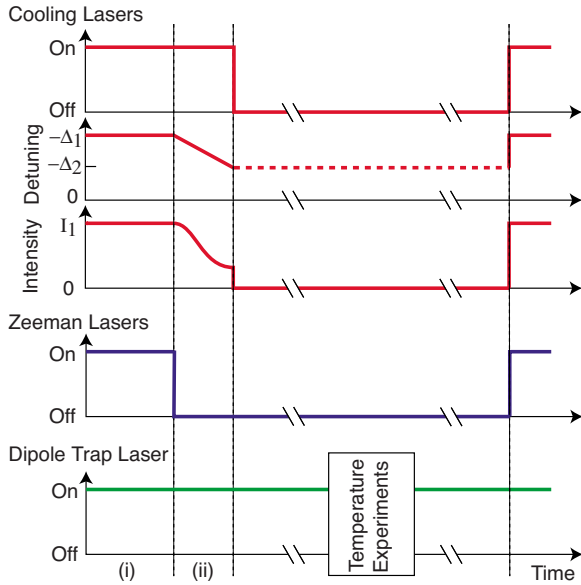 Cooling Lasers
On
Off
Detuning
−Δ1
−Δ2
0
Intensity
I1
0
Zeeman Lasers
On
Off
Dipole Trap Laser
On
Off
Temperature
Experiments
(i)
(ii)
Time